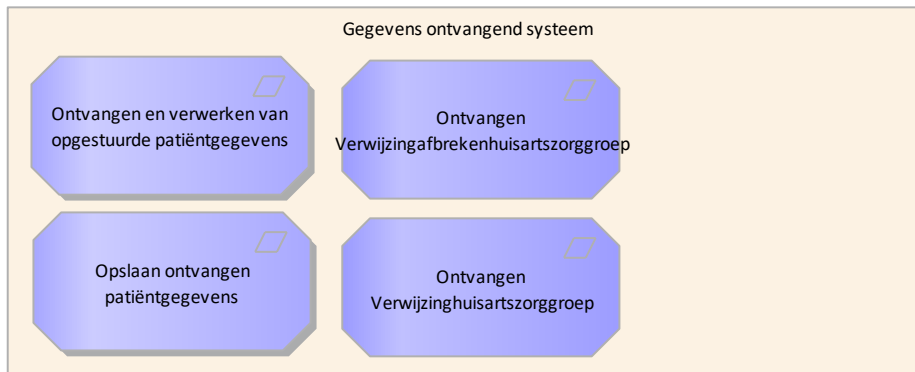 Gegevens ontvangend systeem
Ontvangen en verwerken van
opgestuurde patiëntgegevens
Ontvangen
Verwijzingafbrekenhuisartszorggroep
Opslaan ontvangen
patiëntgegevens
Ontvangen
Verwijzinghuisartszorggroep